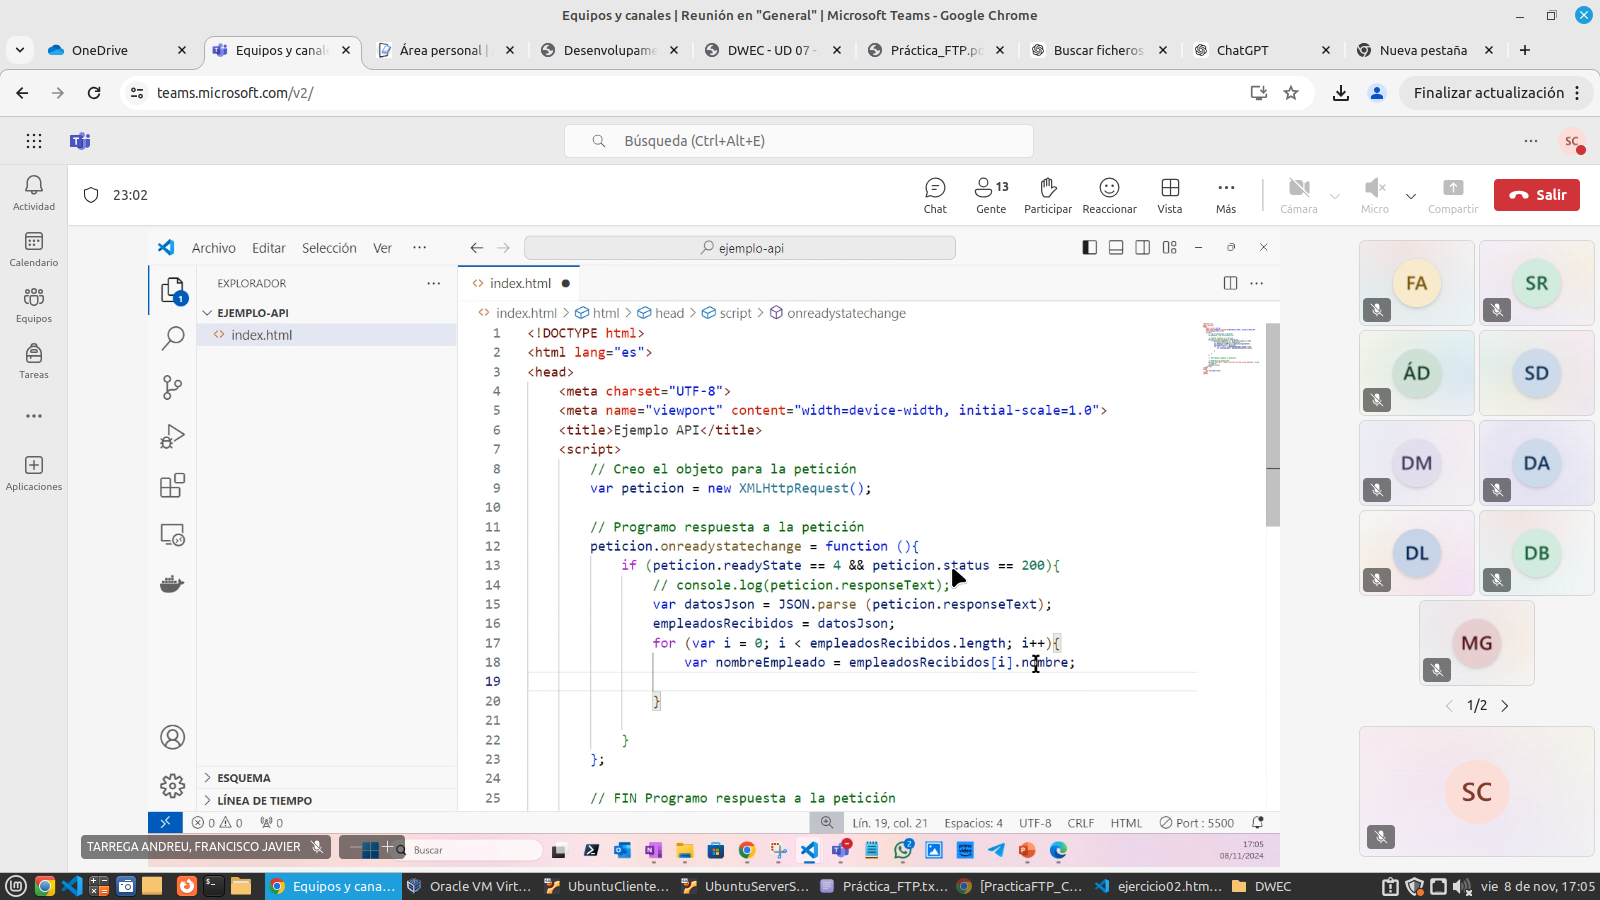 Equipos y canales | Reunión en "General" | Microsoft Teams - Google Chrome
OneDrive
Equipos y canale
Área personal |
Desenvolupame
DWEC - UD 07 -
Práctica_FTP.pd
Buscar ficheros
ChatGPT
Nueva pestaña
teams.microsoft.com/v2/
Finalizar actualización
Búsqueda (Ctrl+Alt+E)
SC
Actividad
Calendario
Equipos
Tareas
Aplicaciones
23:02
Chat
13
Gente
Participar
Reaccionar
Vista
Más
Cámara
Micro
Compartir
Salir
Archivo
Editar
Selección
Ver
ejemplo-api
1
EXPLORADOR
EJEMPLO-API
index.html
ESQUEMA
LÍNEA DE TIEMPO
index.html
index.html > html > head > script > onreadystatechange
1 <!DOCTYPE html>
2 <html lang="es">
3 <head>
4 <meta charset="UTF-8">
5 <meta name="viewport" content="width=device-width, initial-scale=1.0">
6 <title>Ejemplo API</title>
7 <script>
8 // Creo el objeto para la petición
9 var peticion = new XMLHttpRequest();
10
11 // Programo respuesta a la petición
12 peticion.onreadystatechange = function (){
13 if (peticion.readyState == 4 && peticion.status == 200){
14 // console.log(peticion.responseText);
15 var datosJson = JSON.parse (peticion.responseText);
16 empleadosRecibidos = datosJson;
17 for (var i = 0; i < empleadosRecibidos.length; i++){
18 var nombreEmpleado = empleadosRecibidos[i].nombre;
19
20 }
21
22 }
23 };
24
25 // FIN Programo respuesta a la petición
0 0 0
Lín. 19, col. 21
Espacios: 4
UTF-8
CRLF
HTML
Port : 5500
TARREGA ANDREU, FRANCISCO JAVIER
Buscar
17:05
08/11/2024
FA
SR
ÁD
SD
DM
DA
DL
DB
MG
1/2
SC
Equipos y cana...
Oracle VM Virt...
UbuntuCliente...
UbuntuServerS...
Práctica_FTP.tx...
[PracticaFTP_C...
ejercicio02.htm...
DWEC
vie 8 de nov, 17:05